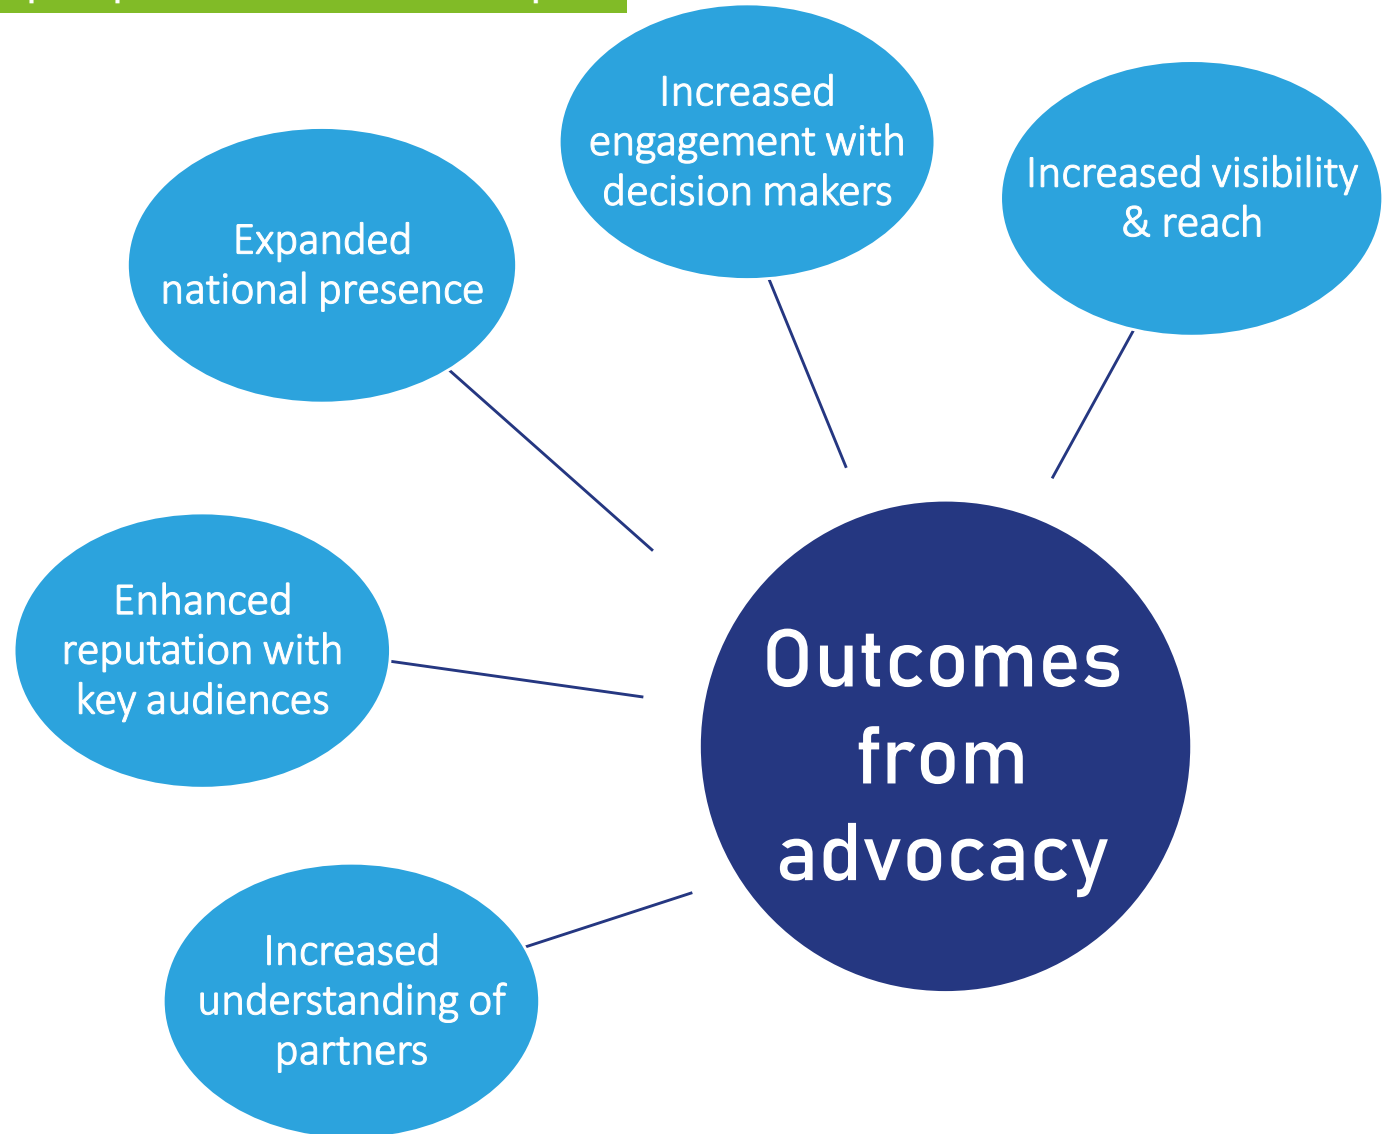 Increased
engagement with
decision makers
Increased visibility
& reach
Expanded
national presence
Enhanced
reputation with
key audiences
Outcomes
from
advocacy
Increased
understanding of
partners